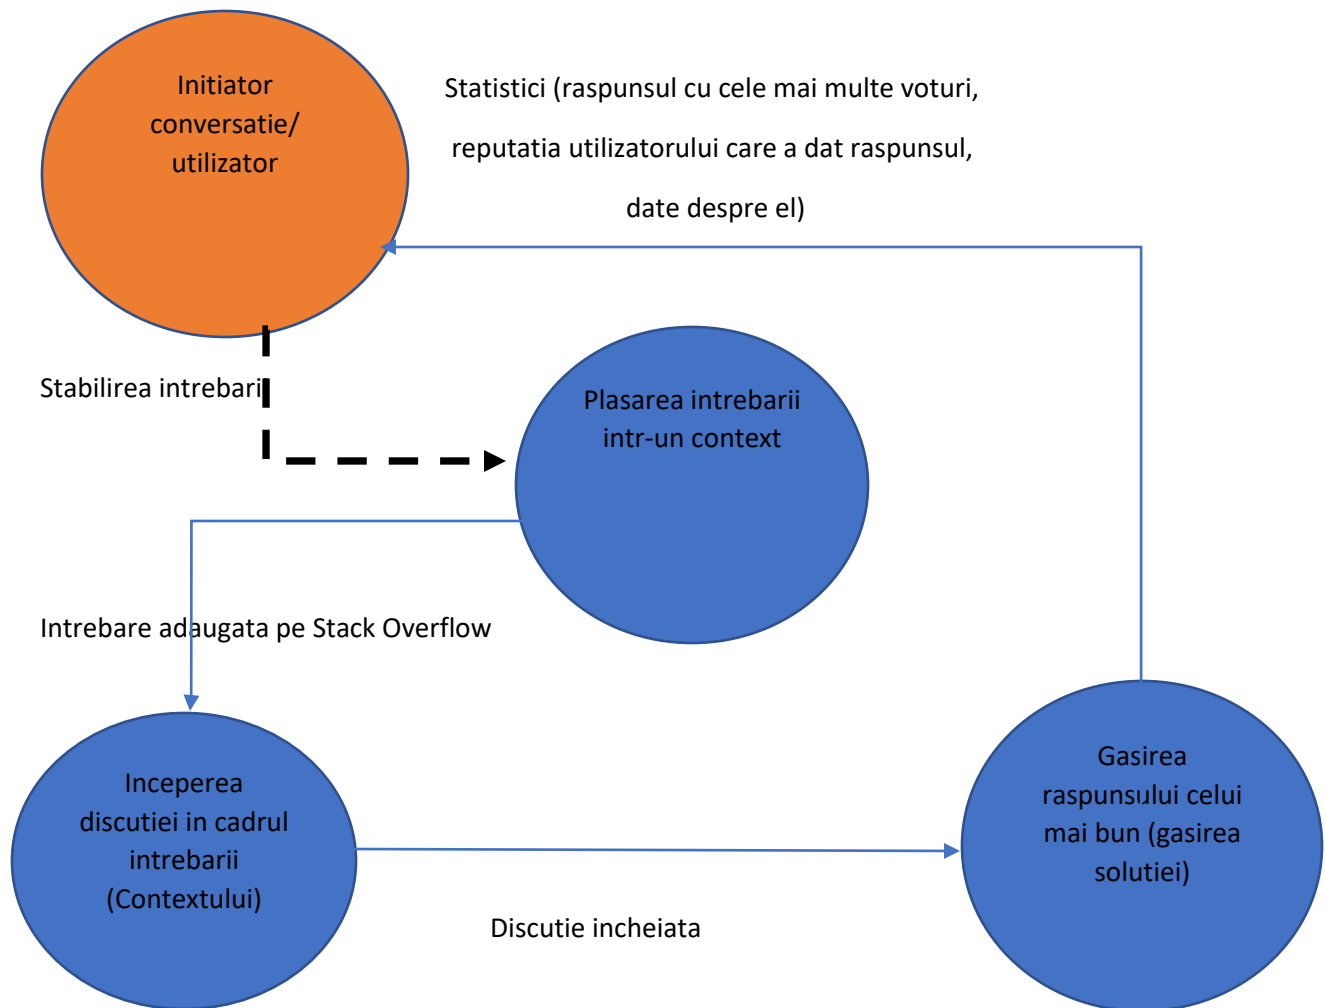 Initiator
conversatie/
utilizator
Statistici (raspunsul cu cele mai multe voturi,
reputatia utilizatorului care a dat raspunsul,
date despre el)
Stabilirea intrebarii
Plasarea intrebarii
intr-un context
Intrebare adaugata pe Stack Overflow
Inceperea
discutiei in cadrul
intrebarii
(Contextului)
Gasirea
raspunsului celui
mai bun (gasirea
solutiei)
Discutie incheiata